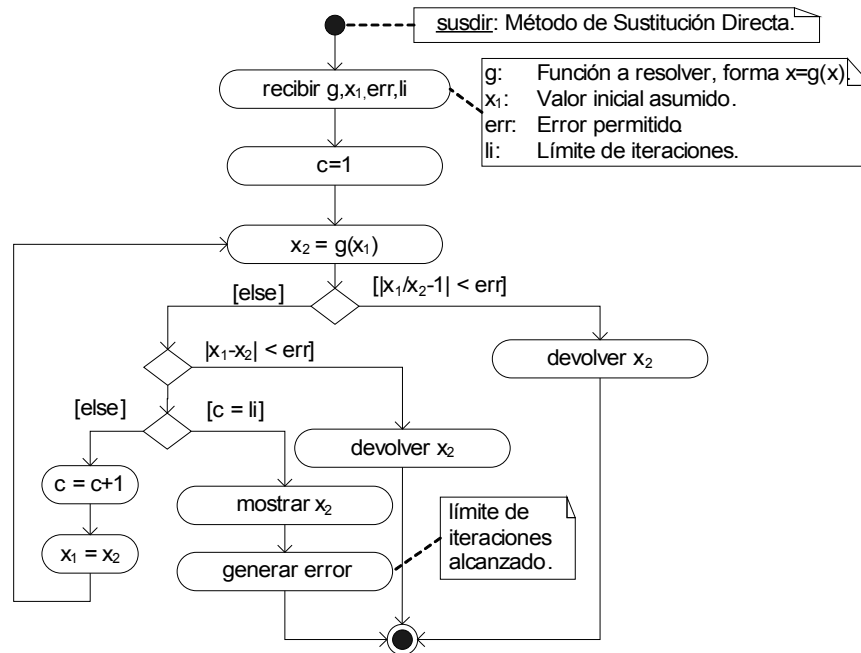 susdir: Método de Sustitución Directa.
recibir g,x1,err,li
g: Función a resolver, forma x=g(x).
x1: Valor inicial asumido.
err: Error permitido.
li: Límite de iteraciones.
c=1
x2 = g(x1)
[else]
[|x1/x2-1| < err]
|x1-x2| < err]
devolver x2
[else]
[c = li]
devolver x2
c = c+1
mostrar x2
límite de
iteraciones
alcanzado.
x1 = x2
generar error